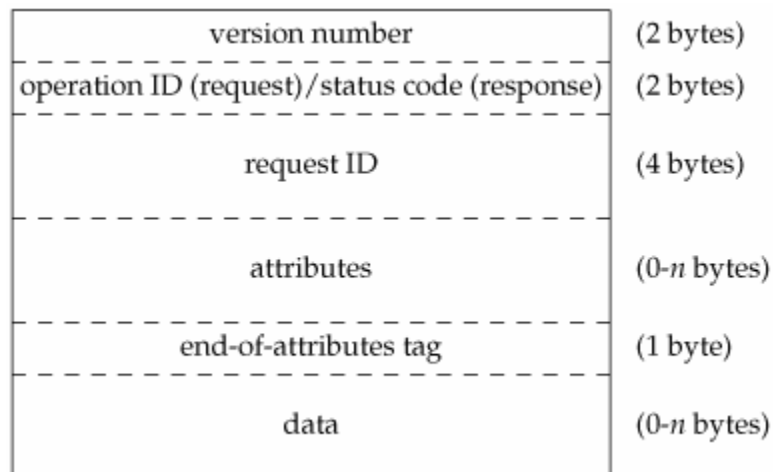 version number (2 bytes)
operation ID (request)/status code (response) (2 bytes)
request ID (4 bytes)
attributes (0-n bytes)
end-of-attributes tag (1 byte)
data (0-n bytes)